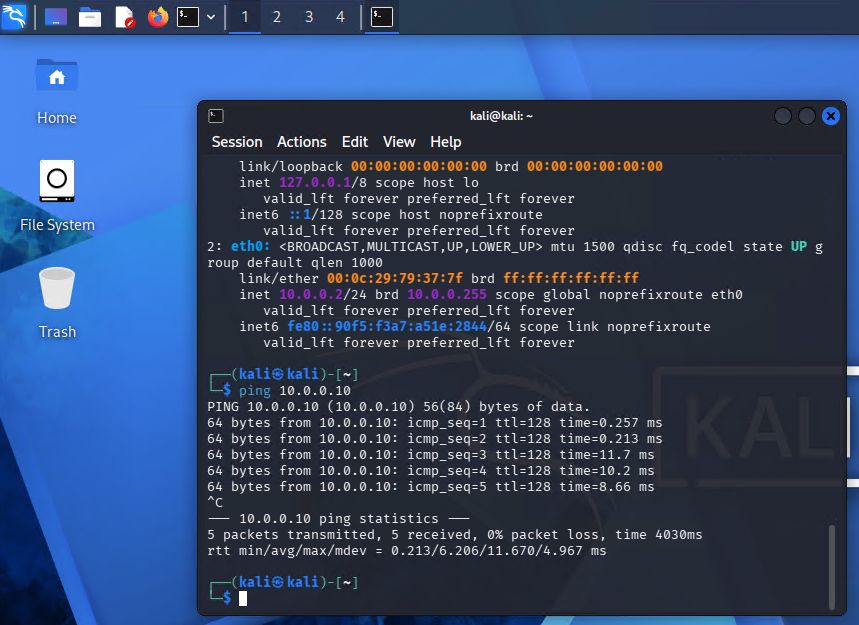 1 2 3 4
Home
File System
Trash
kali@kali: ~
Session Actions Edit View Help
link/loopback 00:00:00:00:00:00 brd 00:00:00:00:00:00
inet 127.0.0.1/8 scope host lo
valid_lft forever preferred_lft forever
inet6 ::1/128 scope host noprefixroute
valid_lft forever preferred_lft forever
2: eth0: <BROADCAST,MULTICAST,UP,LOWER_UP> mtu 1500 qdisc fq_codel state UP g
roup default qlen 1000
link/ether 00:0c:29:79:37:7f brd ff:ff:ff:ff:ff:ff
inet 10.0.0.2/24 brd 10.0.0.255 scope global noprefixroute eth0
valid_lft forever preferred_lft forever
inet6 fe80::90f5:f3a7:a51e:2844/64 scope link noprefixroute
valid_lft forever preferred_lft forever
┌──(kali㉿kali)-[~]
└─$ ping 10.0.0.10
PING 10.0.0.10 (10.0.0.10) 56(84) bytes of data.
64 bytes from 10.0.0.10: icmp_seq=1 ttl=128 time=0.257 ms
64 bytes from 10.0.0.10: icmp_seq=2 ttl=128 time=0.213 ms
64 bytes from 10.0.0.10: icmp_seq=3 ttl=128 time=11.7 ms
64 bytes from 10.0.0.10: icmp_seq=4 ttl=128 time=10.2 ms
64 bytes from 10.0.0.10: icmp_seq=5 ttl=128 time=8.66 ms
^C
--- 10.0.0.10 ping statistics ---
5 packets transmitted, 5 received, 0% packet loss, time 4030ms
rtt min/avg/max/mdev = 0.213/6.206/11.670/4.967 ms
┌──(kali㉿kali)-[~]
└─$
KALI